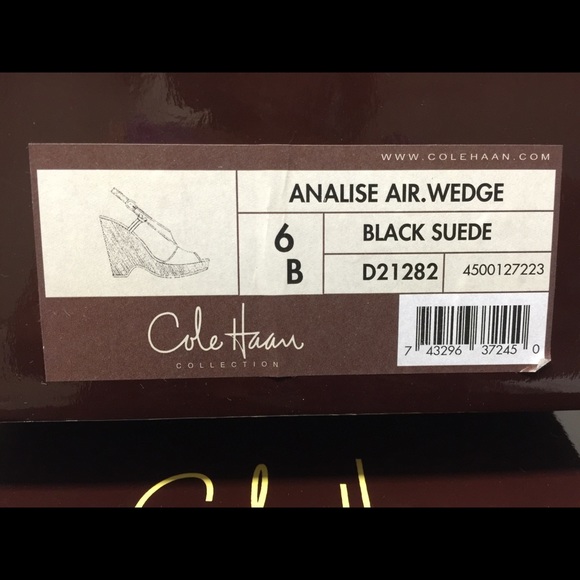 WWW.COLEHAAN.COM
ANALISE AIR.WEDGE
6 B
BLACK SUEDE
D21282 4500127223
Cole Haan
COLLECTION
7 43296 37245 0